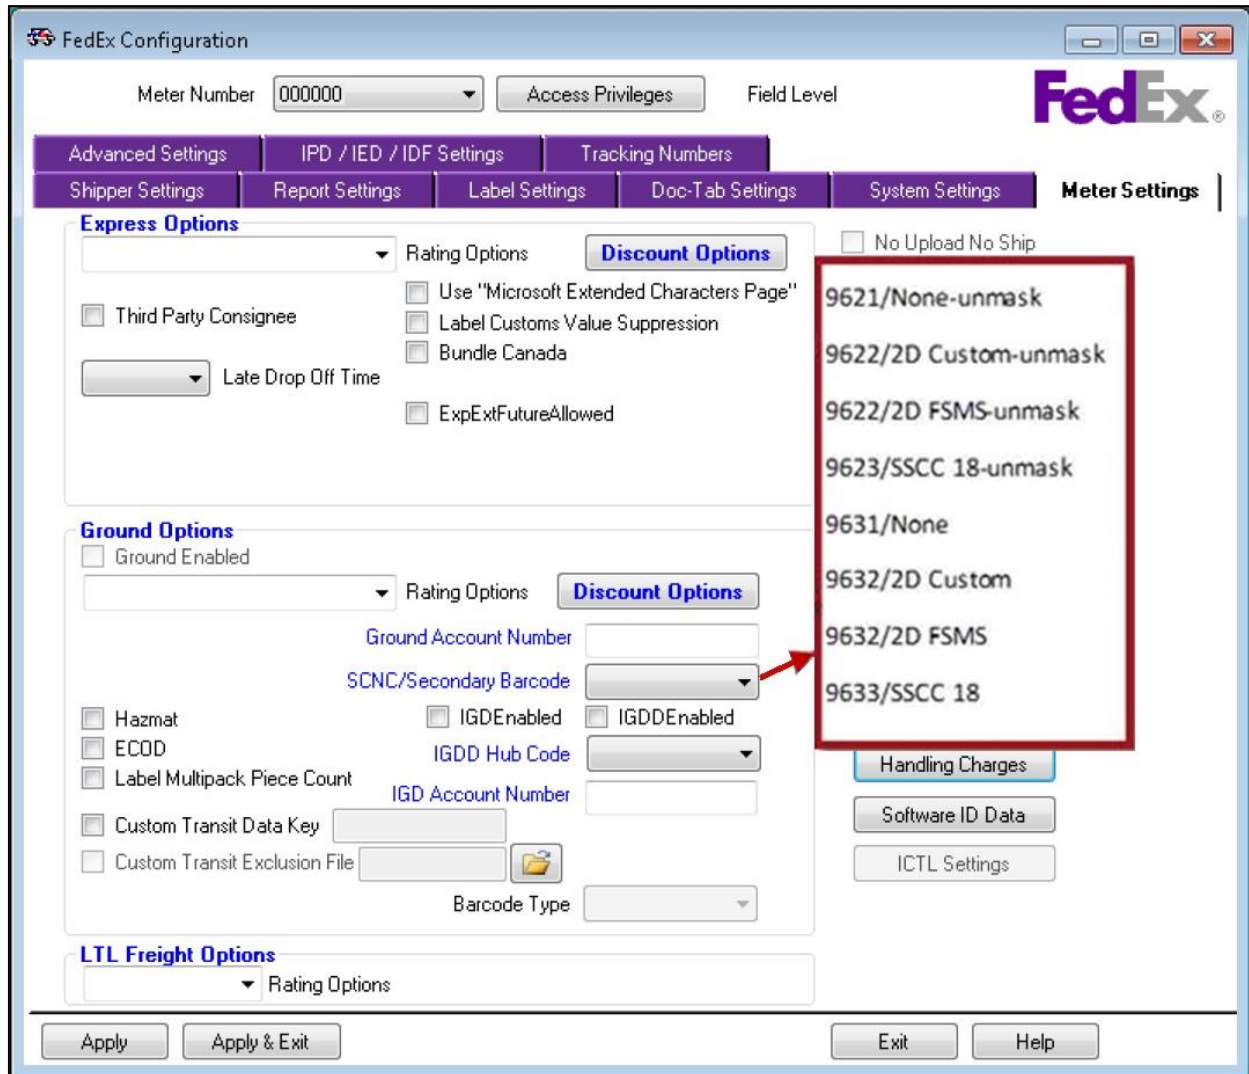 FedEx Configuration
Meter Number 000000 Access Privileges Field Level
FedEx®
Advanced Settings IPD / IED / IDF Settings Tracking Numbers
Shipper Settings Report Settings Label Settings Doc-Tab Settings System Settings Meter Settings
Express Options
Rating Options Discount Options
Use "Microsoft Extended Characters Page"
Third Party Consignee
Label Customs Value Suppression
Bundle Canada
Late Drop Off Time
ExpExtFutureAllowed
No Upload No Ship
9621/None-unmask
9622/2D Custom-unmask
9622/2D FSMS-unmask
9623/SSCC 18-unmask
9631/None
9632/2D Custom
9632/2D FSMS
9633/SSCC 18
Ground Options
Ground Enabled
Rating Options Discount Options
Ground Account Number
SCNC/Secondary Barcode
Hazmat IGDEnabled IGDDEnabled
ECOD IGDD Hub Code
Label Multipack Piece Count
IGD Account Number
Custom Transit Data Key
Custom Transit Exclusion File
Barcode Type
Handling Charges
Software ID Data
ICTL Settings
LTL Freight Options
Rating Options
Apply Apply & Exit Exit Help